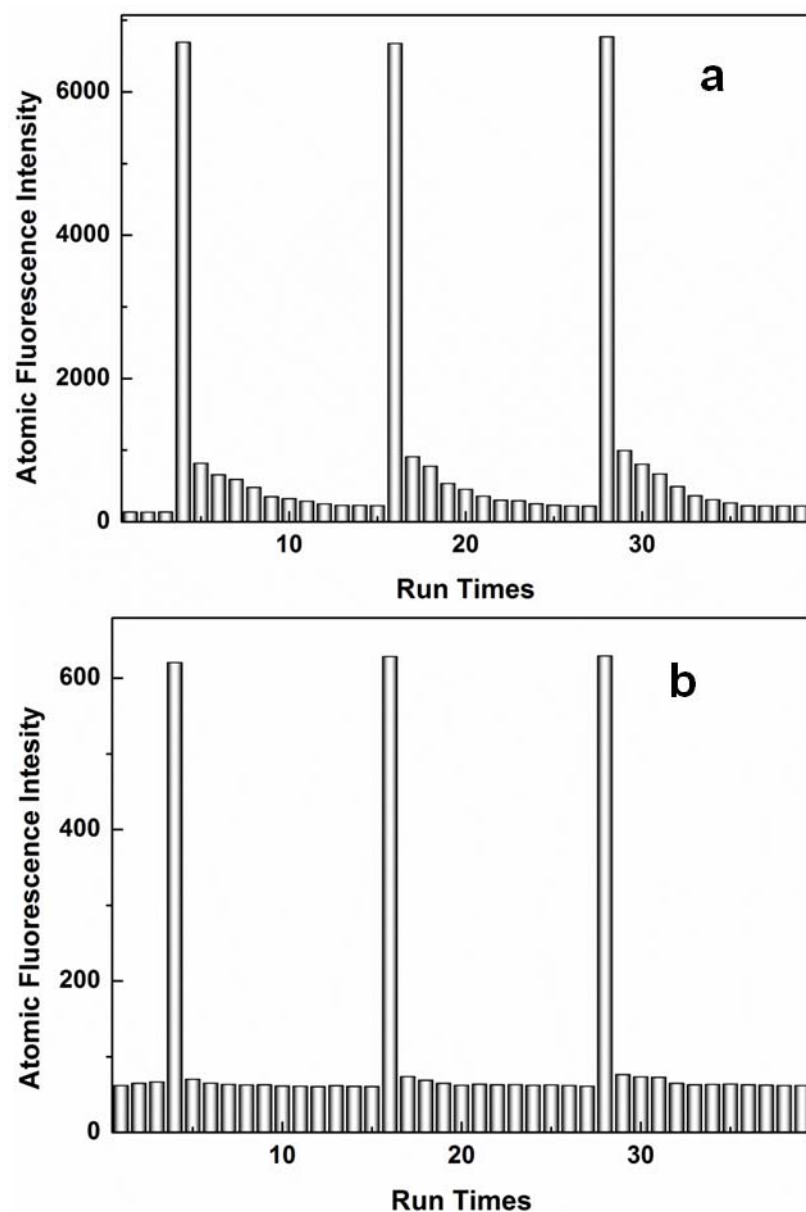 a
Atomic Fluorescence Intensity
6000
4000
2000
0
10 20 30
Run Times
b
Atomic Fluorescence Intesity
600
400
200
0
10 20 30
Run Times